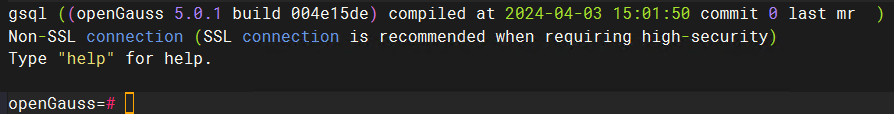 gsql ((openGauss 5.0.1 build 004e15de) compiled at 2024-04-03 15:01:50 commit 0 last mr  )
Non-SSL connection (SSL connection is recommended when requiring high-security)
Type "help" for help.
openGauss=#